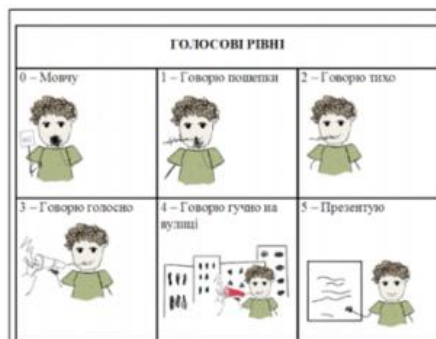 ГОЛОСОВІ РІВНІ
0 – Мовчу
1 – Говорю пошепки
2 – Говорю тихо
3 – Говорю голосно
4 – Говорю гучно на
вулиці
5 – Презентую